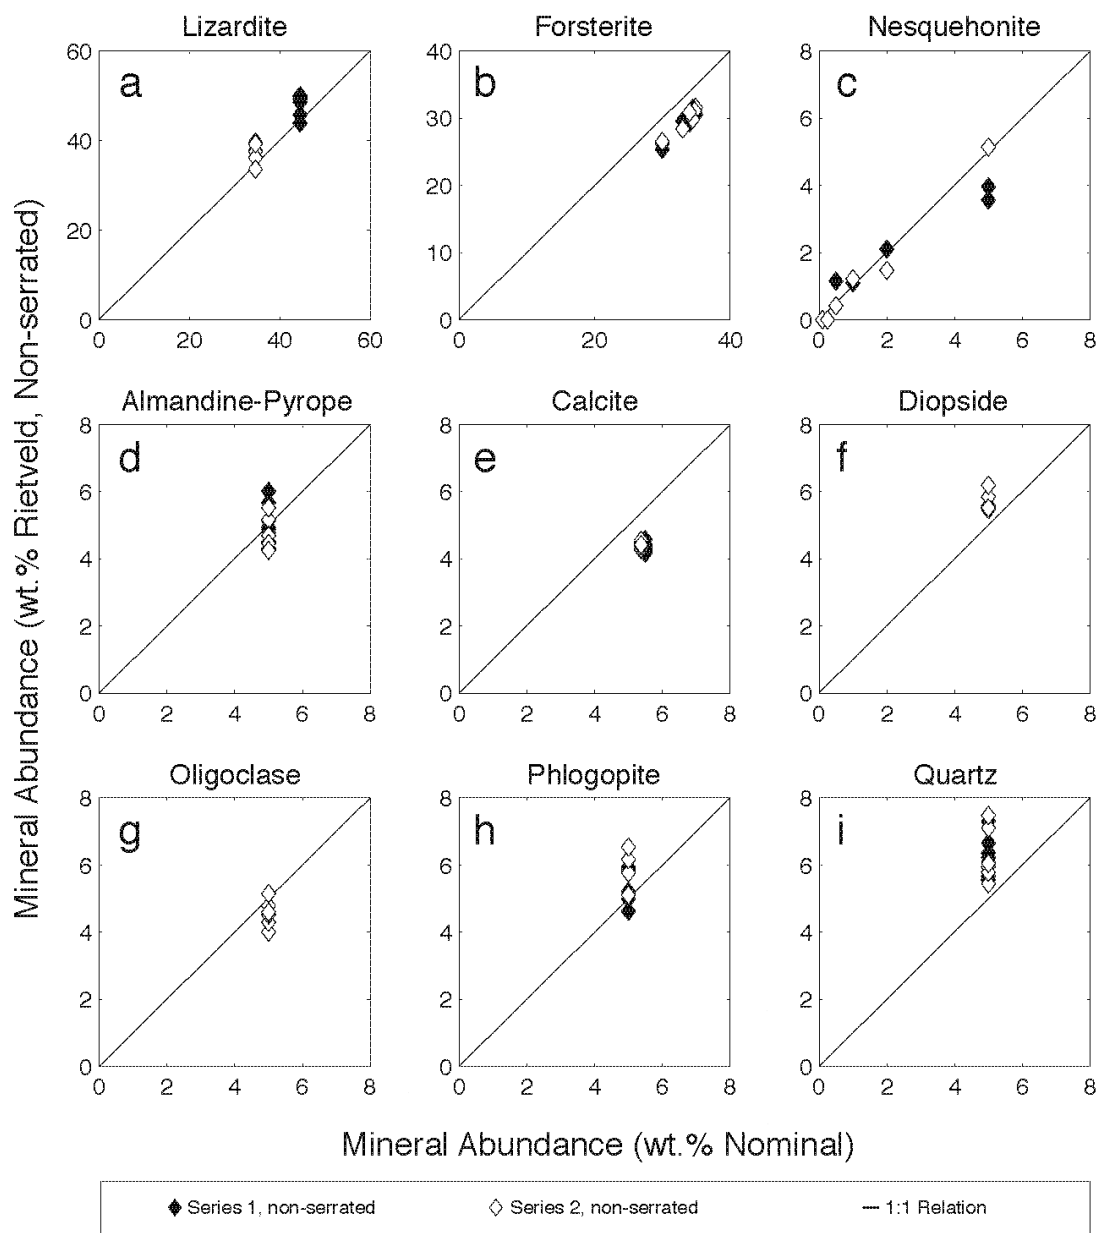 Lizardite
Forsterite
Nesquehonite
a
b
c
60
40
20
0
0 20 40 60
40
30
20
10
0
0 20 40
8
6
4
2
0
0 2 4 6 8
Almandine-Pyrope
Calcite
Diopside
d
e
f
8
6
4
2
0
0 2 4 6 8
8
6
4
2
0
0 2 4 6 8
8
6
4
2
0
0 2 4 6 8
Oligoclase
Phlogopite
Quartz
g
h
i
8
6
4
2
0
0 2 4 6 8
8
6
4
2
0
0 2 4 6 8
8
6
4
2
0
0 2 4 6 8
Mineral Abundance (wt.% Rietveld, Non-serrated)
Mineral Abundance (wt.% Nominal)
Series 1, non-serrated
Series 2, non-serrated
1:1 Relation